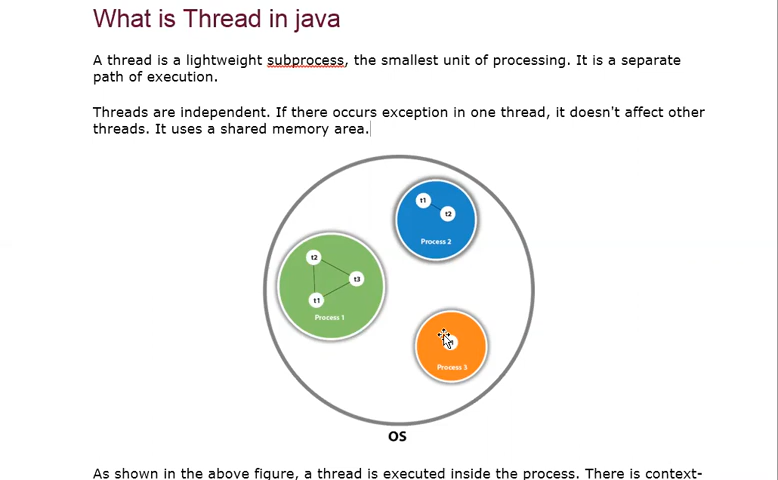 What is Thread in java
A thread is a lightweight subprocess, the smallest unit of processing. It is a separate
path of execution.
Threads are independent. If there occurs exception in one thread, it doesn't affect other
threads. It uses a shared memory area.
t1
t2
Process 2
t2
t3
t1
Process 1
Process 3
OS
As shown in the above figure, a thread is executed inside the process. There is context-